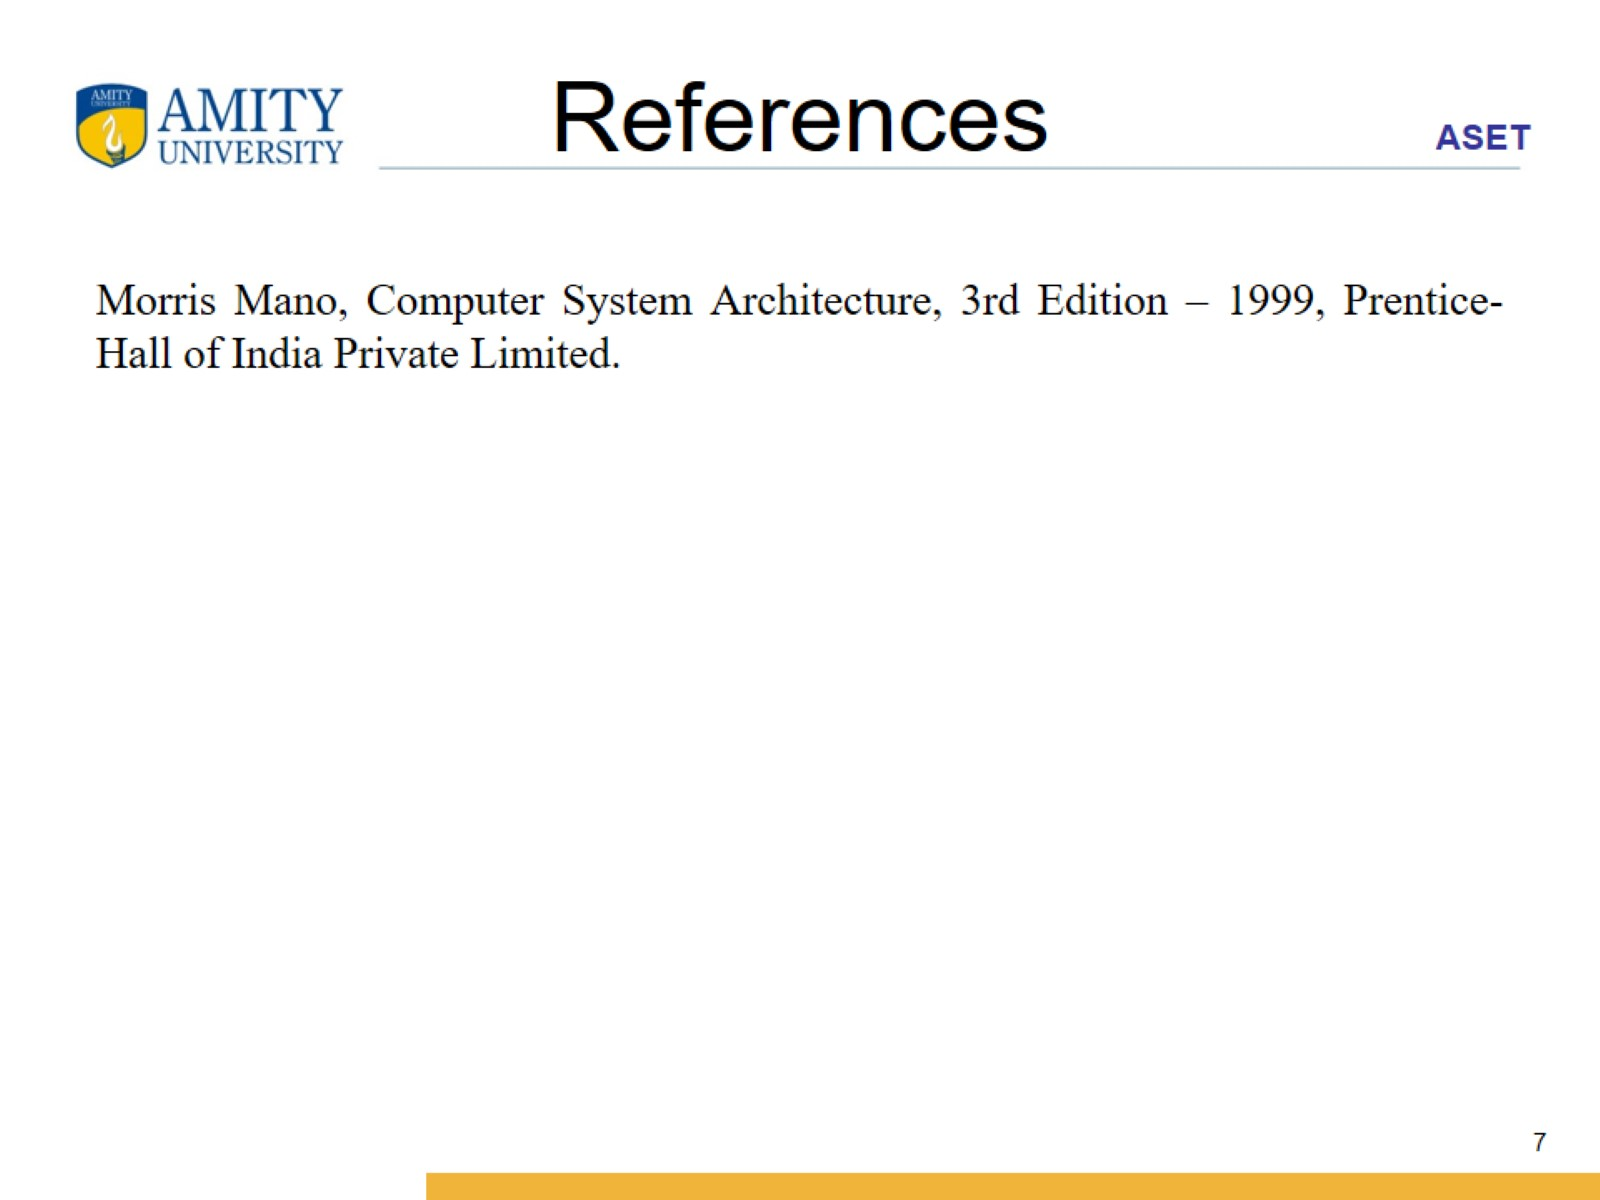 AMITY
UNIVERSITY
AMITY
UNIVERSITY
References
ASET
Morris Mano, Computer System Architecture, 3rd Edition – 1999, Prentice-
Hall of India Private Limited.
7